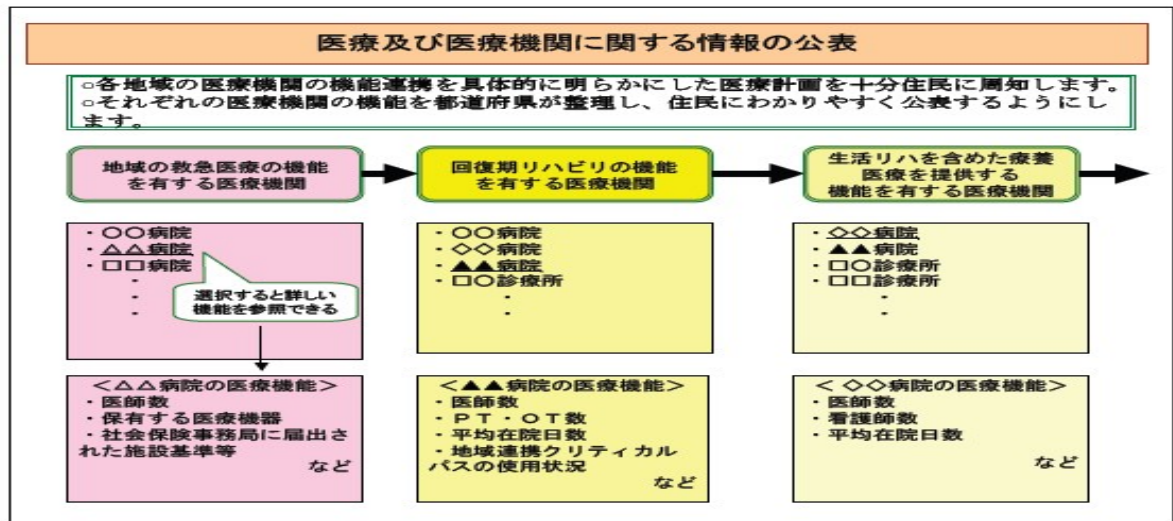 医療及び医療機関に関する情報の公表
○各地域の医療機関の機能連携を具体的に明らかにした医療計画を十分住民に周知します。
○それぞれの医療機関の機能を都道府県が整理し、住民にわかりやすく公表するようにし
ます。
地域の救急医療の機能
を有する医療機関
回復期リハビリの機能
を有する医療機関
生活リハを含めた療養
医療を提供する
機能を有する医療機関
・〇〇病院
・△△病院
・□□病院
・
・
・
選択すると詳しい
機能を参照できる
・〇〇病院
・◇◇病院
・▲▲病院
・□〇診療所
・
・
・◇◇病院
・▲▲病院
・□〇診療所
・□□診療所
・
・
＜△△病院の医療機能＞
・医師数
・保有する医療機器
・社会保険事務局に届出さ
れた施設基準等
など
＜▲▲病院の医療機能＞
・医師数
・ＰＴ・ＯＴ数
・平均在院日数
・地域連携クリティカル
パスの使用状況
など
＜◇◇病院の医療機能＞
・医師数
・看護師数
・平均在院日数
など